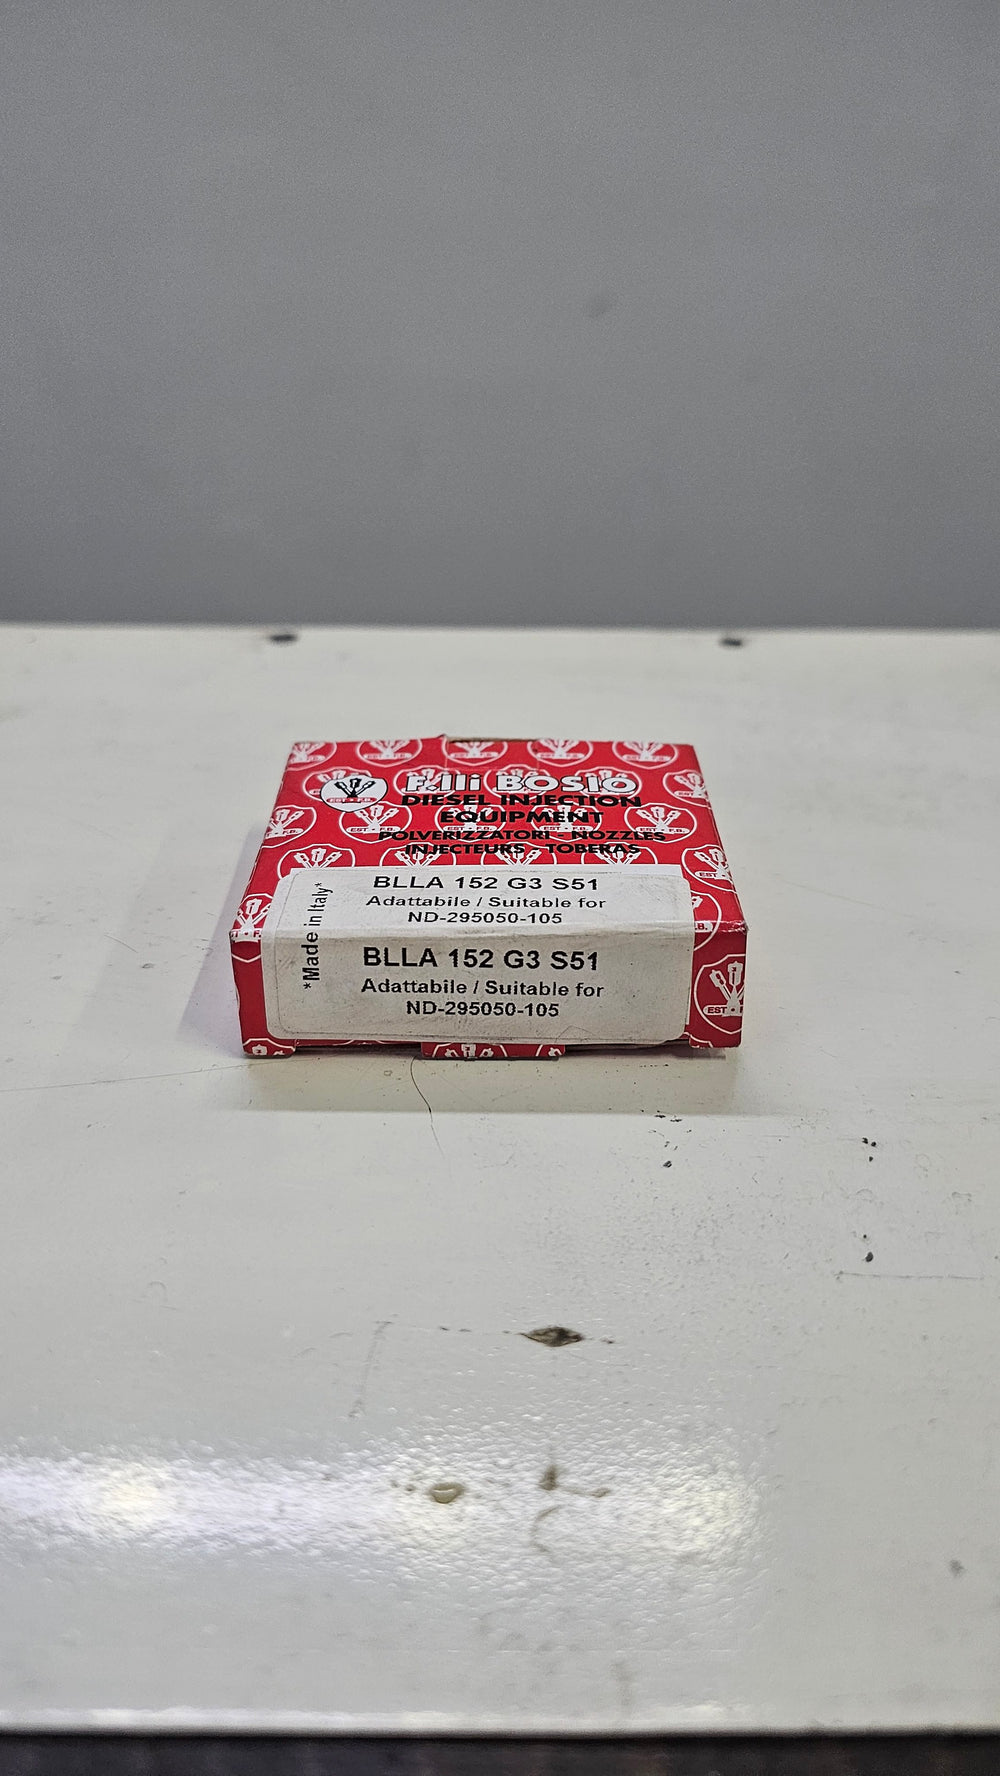 F.lli BOSIO
DIESEL INJECTION
EQUIPMENT
POLVERIZZATORI - NOZZLES
INJECTEURS - TOBERAS
EST • F.B.
*Made in Italy*
BLLA 152 G3 S51
Adattabile / Suitable for
ND-295050-105
BLLA 152 G3 S51
Adattabile / Suitable for
ND-295050-105